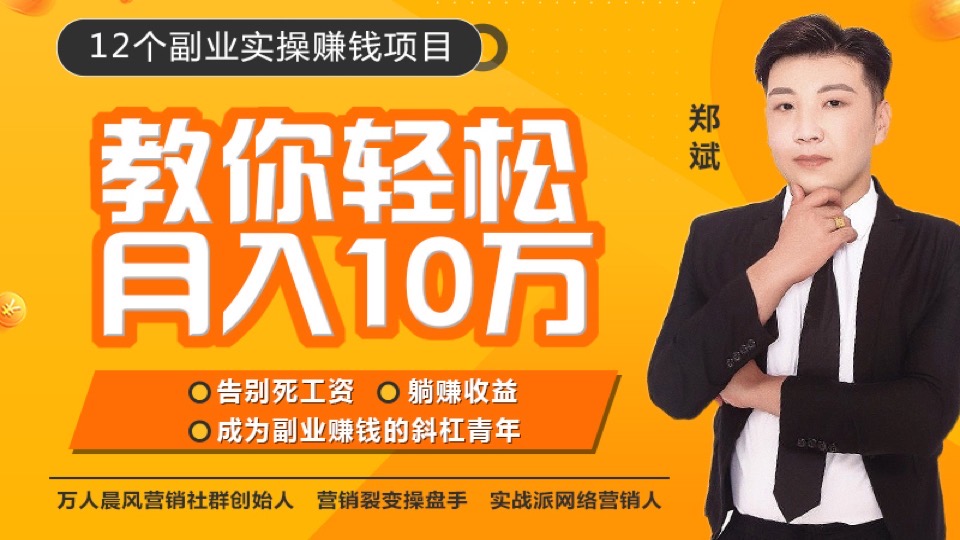 12个副业实操赚钱项目
教你轻松
月入10万
郑斌
告别死工资 躺赚收益
成为副业赚钱的斜杠青年
万人晨风营销社群创始人 营销裂变操盘手 实战派网络营销人